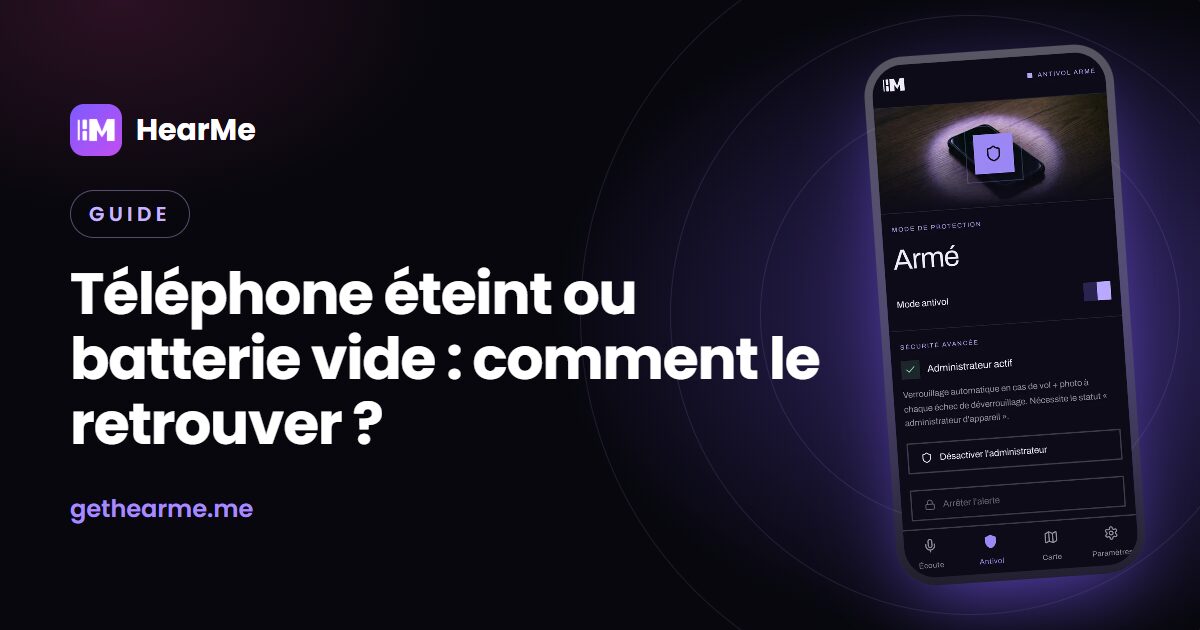 HM HearMe
GUIDE
Téléphone éteint ou
batterie vide : comment le
retrouver ?
gethearme.me
HM
ANTIVOL ARMÉ
MODE DE PROTECTION
Armé
Mode antivol
SÉCURITÉ AVANCÉE
Administrateur actif
Verrouillage automatique en cas de vol + photo à
chaque échec de déverrouillage. Nécessite le statut «
administrateur d'appareil ».
Désactiver l'administrateur
Arrêter l'alerte
Écoute
Antivol
Carte
Paramètres